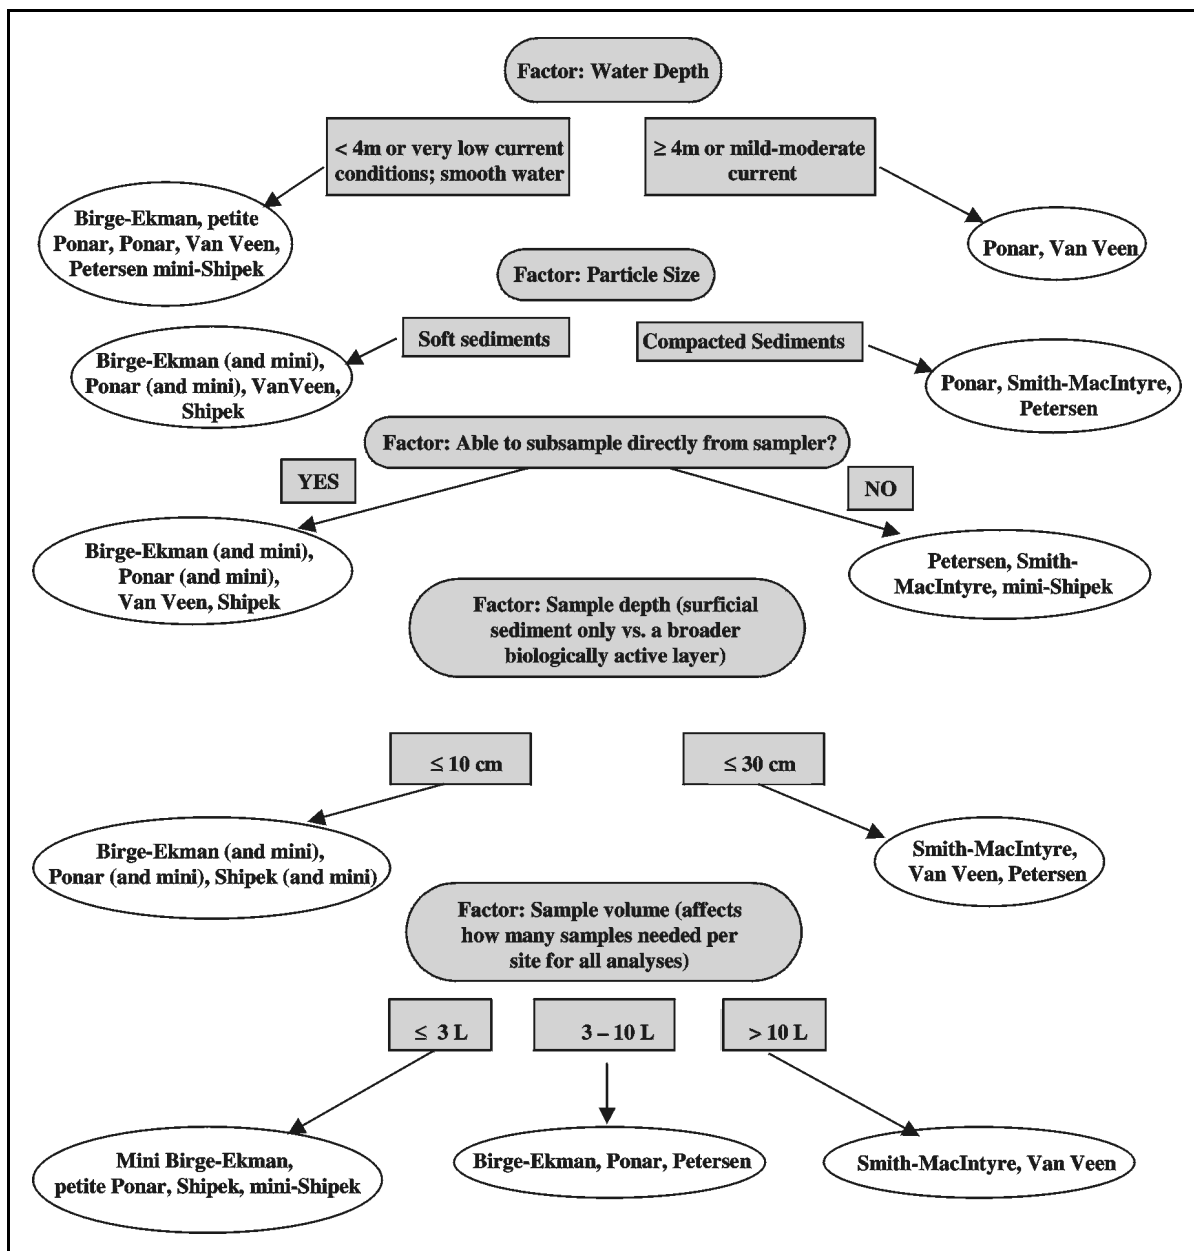 Factor: Water Depth
< 4m or very low current
conditions; smooth water
≥ 4m or mild-moderate
current
Birge-Ekman, petite
Ponar, Ponar, Van Veen,
Petersen mini-Shipek
Ponar, Van Veen
Factor: Particle Size
Soft sediments
Compacted Sediments
Birge-Ekman (and mini),
Ponar (and mini), VanVeen,
Shipek
Ponar, Smith-MacIntyre,
Petersen
Factor: Able to subsample directly from sampler?
YES
NO
Birge-Ekman (and mini),
Ponar (and mini),
Van Veen, Shipek
Petersen, Smith-
MacIntyre, mini-Shipek
Factor: Sample depth (surficial
sediment only vs. a broader
biologically active layer)
≤ 10 cm
≤ 30 cm
Birge-Ekman (and mini),
Ponar (and mini), Shipek (and mini)
Smith-MacIntyre,
Van Veen, Petersen
Factor: Sample volume (affects
how many samples needed per
site for all analyses)
≤ 3 L
3 – 10 L
> 10 L
Mini Birge-Ekman,
petite Ponar, Shipek, mini-Shipek
Birge-Ekman, Ponar, Petersen
Smith-MacIntyre, Van Veen